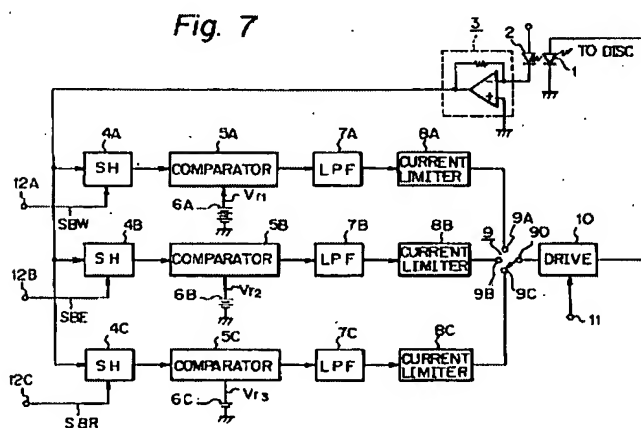 Fig. 7
3
2
TO DISC
1
4A
5A
7A
8A
SH
COMPARATOR
LPF
CURRENT LIMITER
12A
SBW
6A
Vr1
4B
5B
7B
8B
9
9A
9D
10
SH
COMPARATOR
LPF
CURRENT LIMITER
DRIVE
12B
SBE
6B
Vr2
9B
9C
11
4C
5C
7C
8C
SH
COMPARATOR
LPF
CURRENT LIMITER
12C
SBR
6C
Vr3